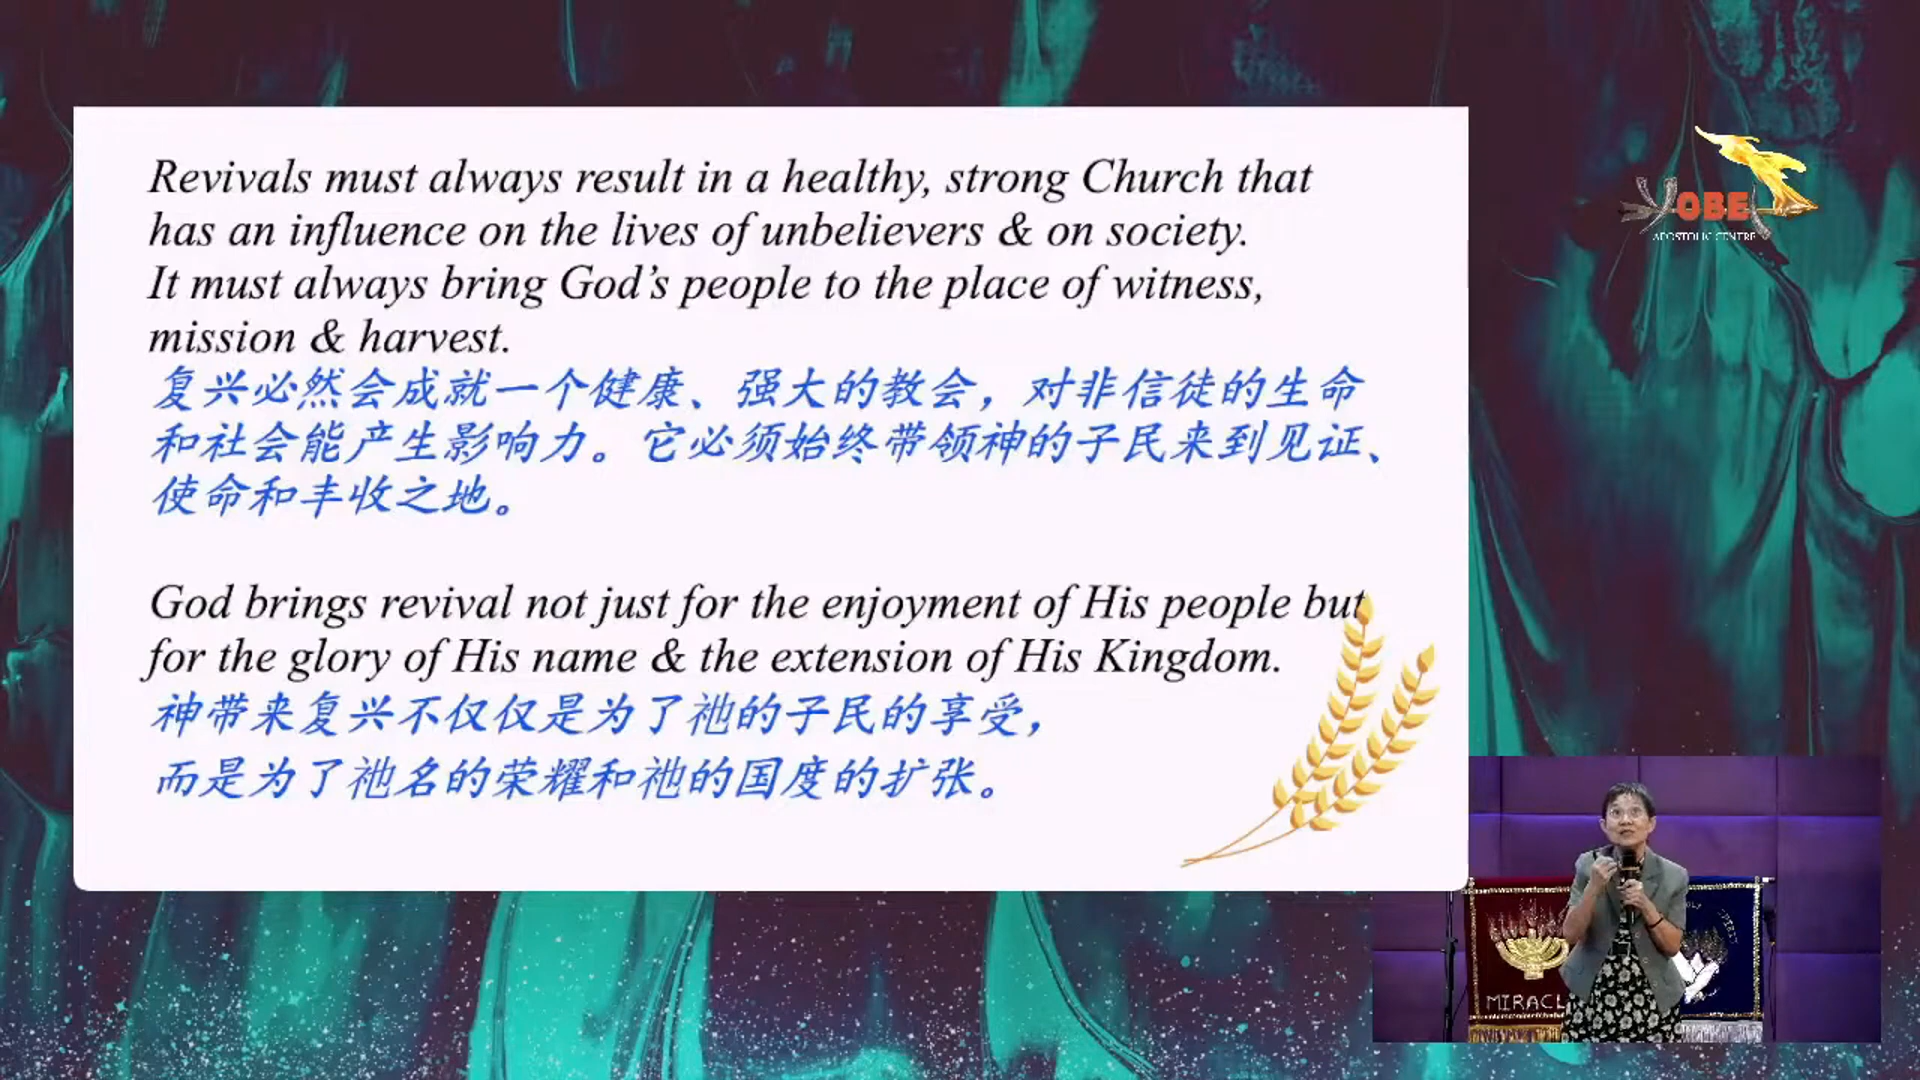 Revivals must always result in a healthy, strong Church that
has an influence on the lives of unbelievers & on society.
It must always bring God’s people to the place of witness,
mission & harvest.
复兴必然会成就一个健康、强大的教会，对非信徒的生命
和社会能产生影响力。它必须始终带领神的子民来到见证、
使命和丰收之地。
God brings revival not just for the enjoyment of His people but
for the glory of His name & the extension of His Kingdom.
神带来复兴不仅仅是为了祂的子民的享受，
而是为了祂名的荣耀和祂的国度的扩张。
YOBEL
APOSTOLIC CENTRE
MIRACL